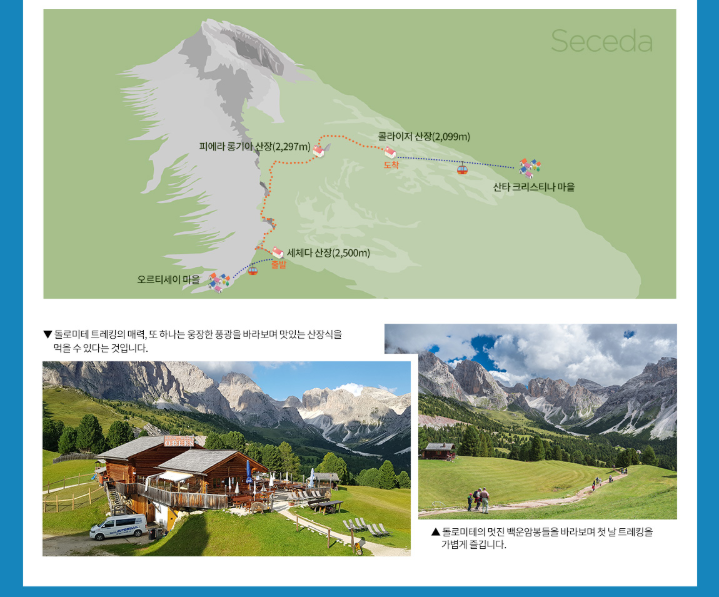 Seceda
콜라이저 산장(2,099m)
피에라 롱기아 산장(2,297m)
도착
산타 크리스티나 마을
세체다 산장(2,500m)
출발
오르티세이 마을
▼ 돌로미테 트레킹의 매력, 또 하나는 웅장한 풍광을 바라보며 맛있는 산장식을
먹을 수 있다는 것입니다.
▲ 돌로미테의 멋진 백운암봉들을 바라보며 첫 날 트레킹을
가볍게 즐깁니다.